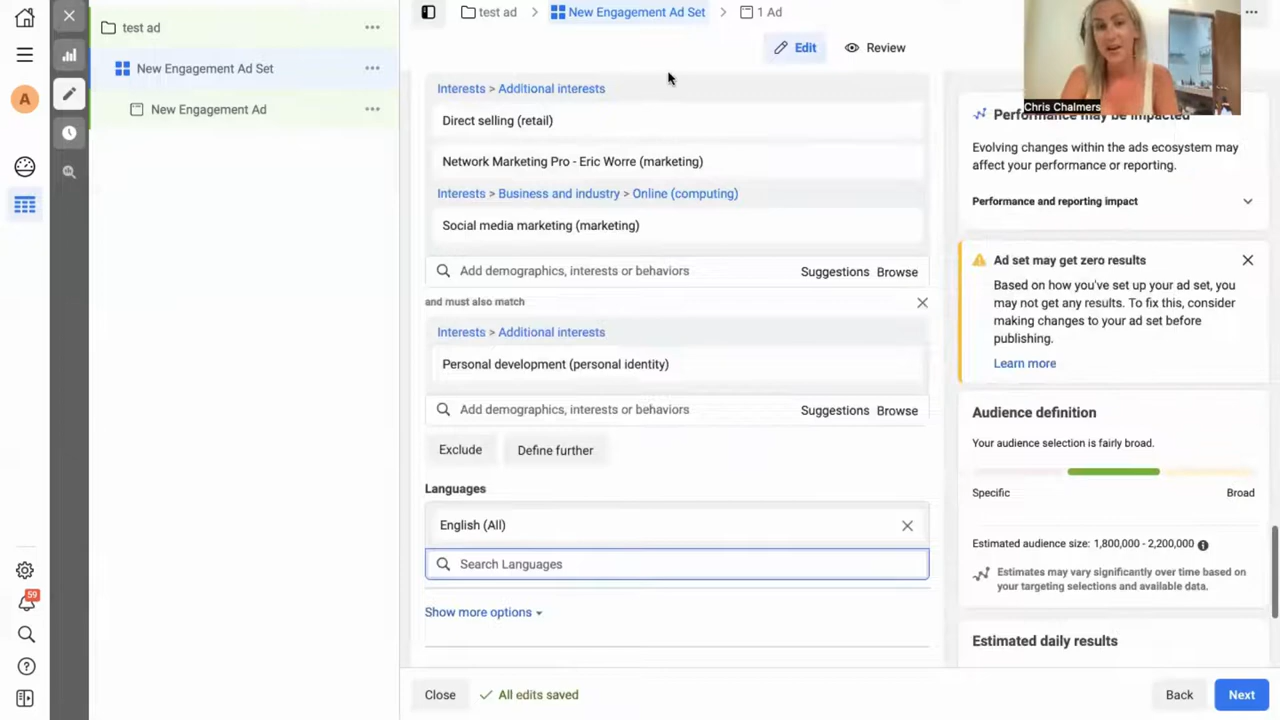 test ad
New Engagement Ad Set
New Engagement Ad
A
59
test ad > New Engagement Ad Set > 1 Ad
Edit
Review
Interests > Additional interests
Direct selling (retail)
Network Marketing Pro - Eric Worre (marketing)
Interests > Business and industry > Online (computing)
Social media marketing (marketing)
Add demographics, interests or behaviors
Suggestions Browse
and must also match
Interests > Additional interests
Personal development (personal identity)
Add demographics, interests or behaviors
Suggestions Browse
Exclude
Define further
Languages
English (All)
Search Languages
Show more options
Close
All edits saved
Back
Next
Chris Chalmers
Performance may be impacted
Evolving changes within the ads ecosystem may
affect your performance or reporting.
Performance and reporting impact
Ad set may get zero results
Based on how you've set up your ad set, you
may not get any results. To fix this, consider
making changes to your ad set before
publishing.
Learn more
Audience definition
Your audience selection is fairly broad.
Specific
Broad
Estimated audience size: 1,800,000 - 2,200,000
Estimates may vary significantly over time based on
your targeting selections and available data.
Estimated daily results